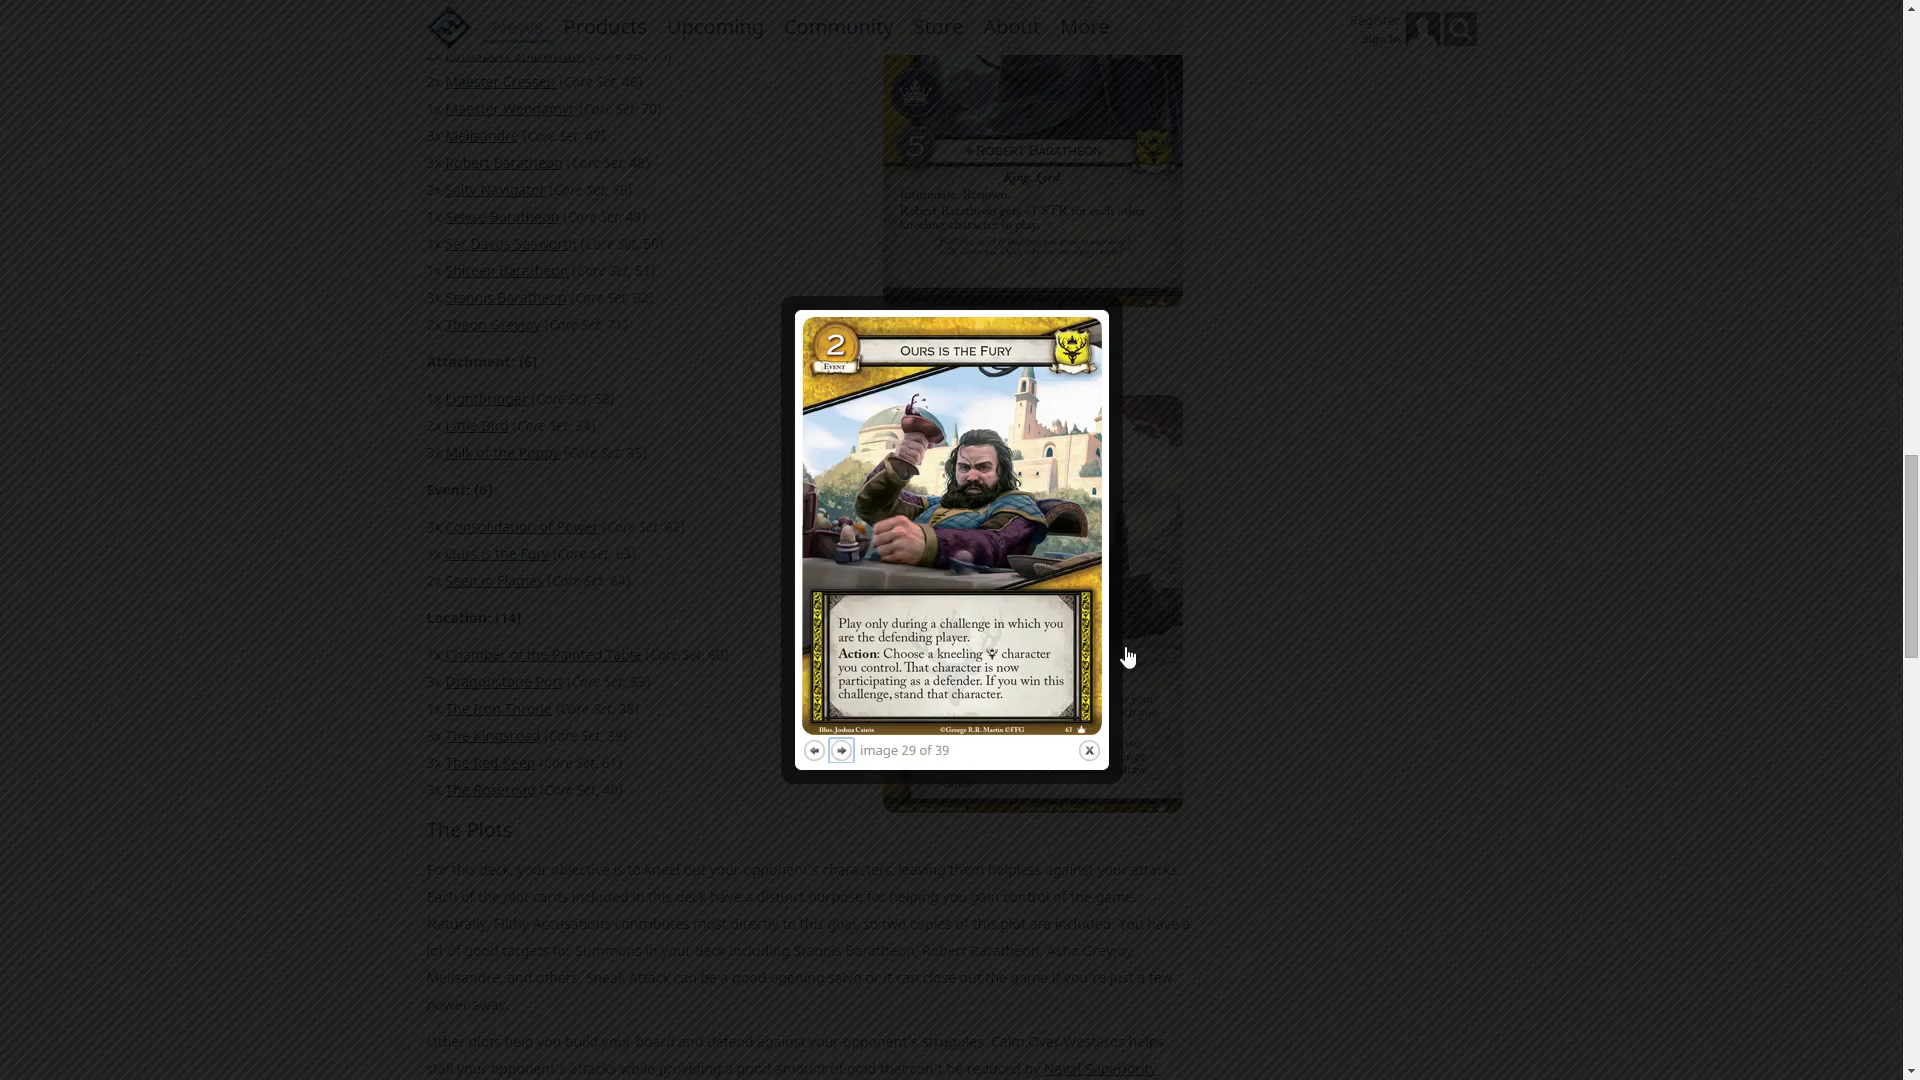 News Products Upcoming Community Store About More
Register
Sign In
2x Lordsport Shipwright (Core Set, 75)
2x Maester Cressen (Core Set, 46)
1x Maester Wendamyr (Core Set, 70)
3x Melisandre (Core Set, 47)
3x Robert Baratheon (Core Set, 48)
2x Salty Navigator (Core Set, 76)
1x Selyse Baratheon (Core Set, 49)
1x Ser Davos Seaworth (Core Set, 50)
1x Shireen Baratheon (Core Set, 51)
3x Stannis Baratheon (Core Set, 52)
2x Theon Greyjoy (Core Set, 71)
Attachment: (6)
1x Lightbringer (Core Set, 58)
2x Little Bird (Core Set, 34)
3x Milk of the Poppy (Core Set, 35)
Event: (6)
3x Consolidation of Power (Core Set, 62)
1x Ours is the Fury (Core Set, 63)
2x Seen in Flames (Core Set, 64)
Location: (14)
1x Chamber of the Painted Table (Core Set, 60)
3x Dragonstone Port (Core Set, 59)
1x The Iron Throne (Core Set, 38)
3x The Kingsroad (Core Set, 39)
3x The Red Keep (Core Set, 61)
3x The Roseroad (Core Set, 40)
5
Robert Baratheon
King. Lord.
Intimidate. Renown.
Robert Baratheon gets +1 STR for each other
kneeling character in play.
2
Event
Ours is the Fury
Play only during a challenge in which you
are the defending player.
Action: Choose a kneeling character
you control. That character is now
participating as a defender. If you win this
challenge, stand that character.
Illus. Joshua Cairós ©George R.R. Martin ©FFG 63
image 29 of 39
The Plots
For this deck, your objective is to kneel out your opponent's characters, leaving them helpless against your attacks.
Each of the plot cards included in this deck have a distinct purpose for helping you gain control of the game.
Naturally, Filthy Accusations contributes most directly to this goal, so two copies of this plot are included. You have a
lot of good targets for Summons in your deck including Stannis Baratheon, Robert Baratheon, Asha Greyjoy,
Melisandre, and others. Sneak Attack can be a good opening salvo or it can close out the game if you're just a few
power away.
Other plots help you build your board and defend against your opponent's struggles. Calm Over Westeros helps
stall your opponent's attacks while providing a good amount of gold that can't be reduced by Naval Superiority.